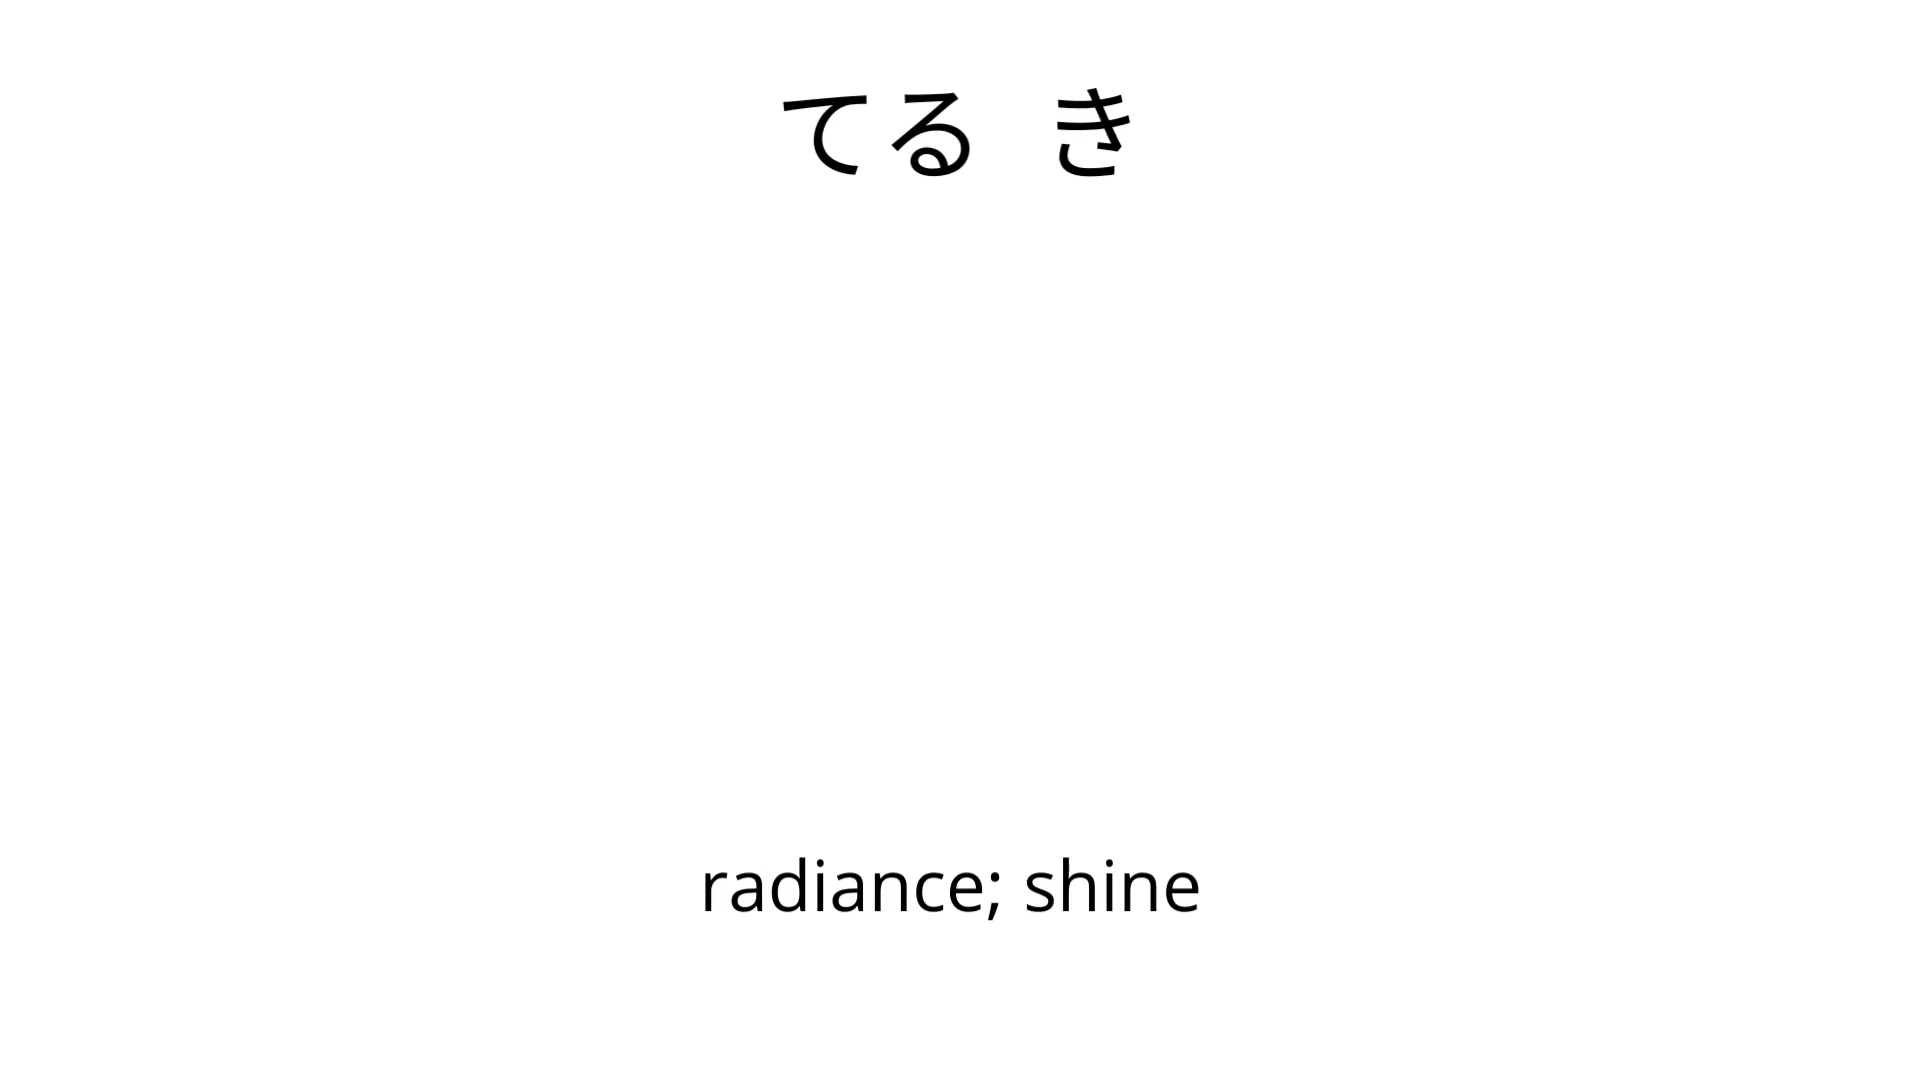 てる き
radiance; shine